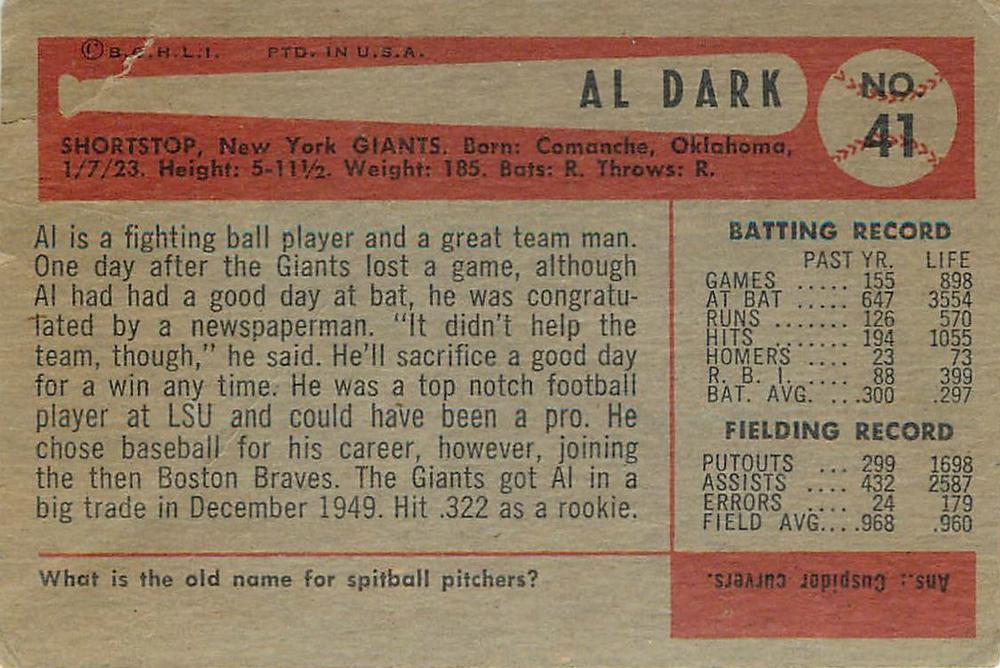 © B.G.H.L.I. PTD. IN U.S.A.
AL DARK
NO.
41
SHORTSTOP, New York GIANTS. Born: Comanche, Oklahoma,
1/7/23. Height: 5-11½. Weight: 185. Bats: R. Throws: R.
Al is a fighting ball player and a great team man.
One day after the Giants lost a game, although
Al had had a good day at bat, he was congratu-
lated by a newspaperman. "It didn't help the
team, though," he said. He'll sacrifice a good day
for a win any time. He was a top notch football
player at LSU and could have been a pro. He
chose baseball for his career, however, joining
the then Boston Braves. The Giants got Al in a
big trade in December 1949. Hit .322 as a rookie.
BATTING RECORD
PAST YR. LIFE
GAMES ..... 155 898
AT BAT ..... 647 3554
RUNS ....... 126 570
HITS ........ 194 1055
HOMERS .... 23 73
R. B. I. .... 88 399
BAT. AVG. ...300 .297
FIELDING RECORD
PUTOUTS ... 299 1698
ASSISTS .... 432 2587
ERRORS .... 24 179
FIELD AVG....968 .960
What is the old name for spitball pitchers?
Ans.: Cuspidor curvers.